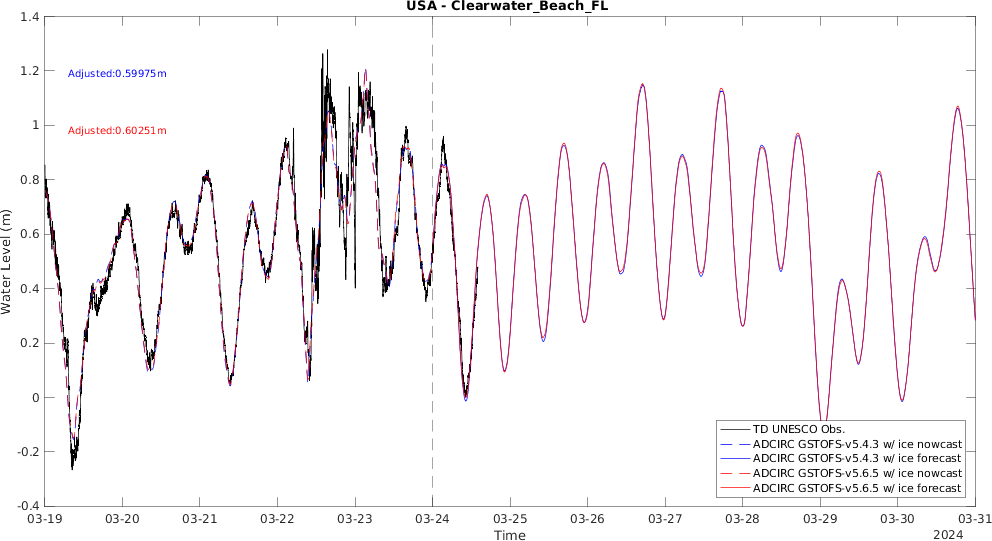 USA - Clearwater_Beach_FL
1.4
1.2
1
0.8
0.6
0.4
0.2
0
-0.2
-0.4
Water Level (m)
Adjusted:0.59975m
Adjusted:0.60251m
TD UNESCO Obs.
ADCIRC GSTOFS-v5.4.3 w/ ice nowcast
ADCIRC GSTOFS-v5.4.3 w/ ice forecast
ADCIRC GSTOFS-v5.6.5 w/ ice nowcast
ADCIRC GSTOFS-v5.6.5 w/ ice forecast
03-19 03-20 03-21 03-22 03-23 03-24 03-25 03-26 03-27 03-28 03-29 03-30 03-31
Time
2024